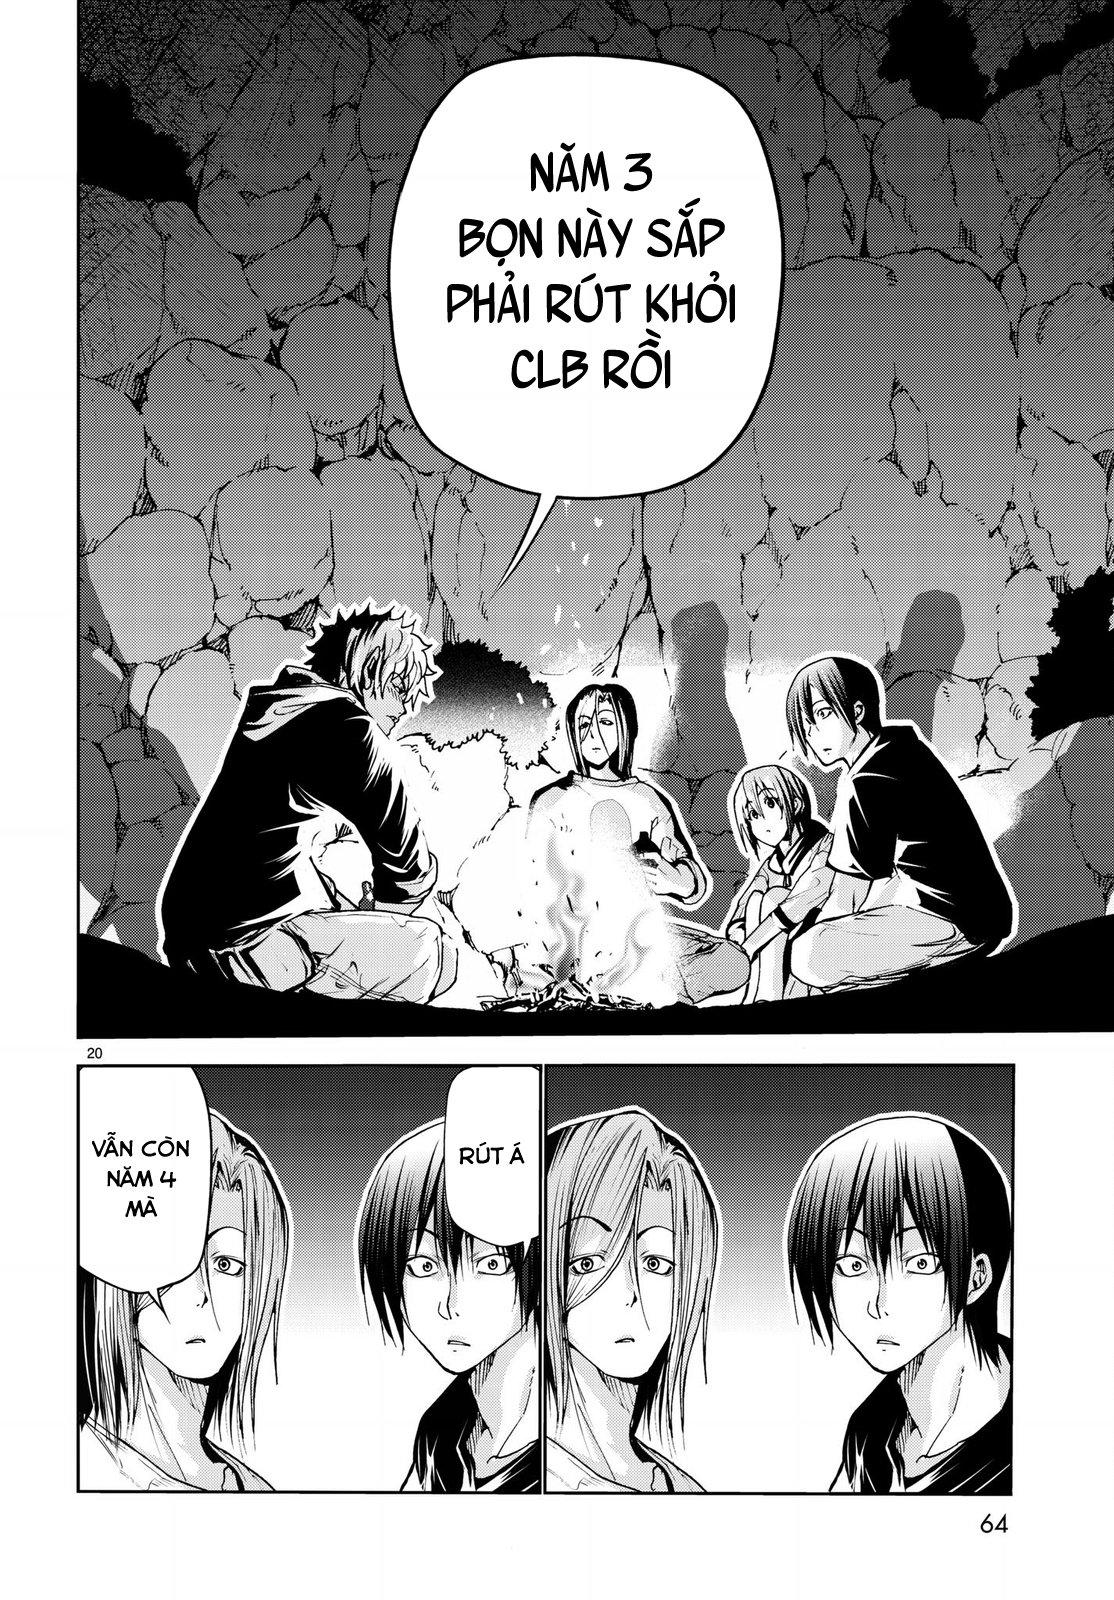 NĂM 3
BỌN NÀY SẮP
PHẢI RÚT KHỎI
CLB RỒI
20
RÚT Á
VẪN CÒN
NĂM 4
MÀ
64